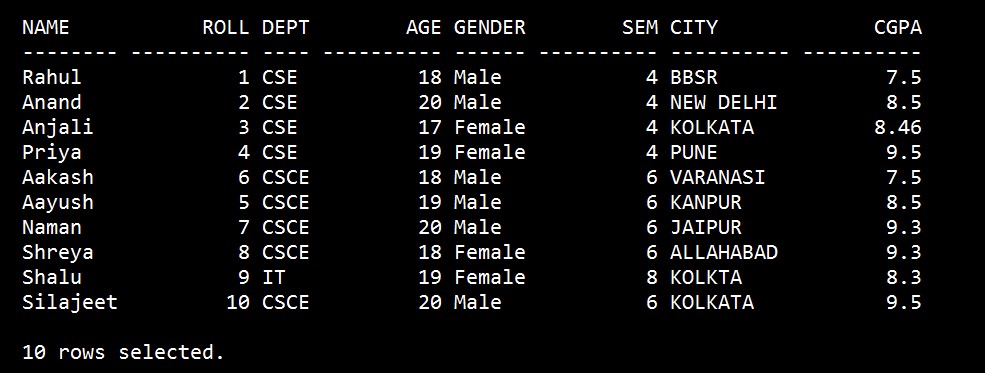 NAME           ROLL DEPT        AGE GENDER        SEM CITY             CGPA
-------- ---------- ---- ---------- ------ ---------- ---------- ----------
Rahul             1 CSE          18 Male            4 BBSR              7.5
Anand             2 CSE          20 Male            4 NEW DELHI         8.5
Anjali            3 CSE          17 Female          4 KOLKATA          8.46
Priya             4 CSE          19 Female          4 PUNE              9.5
Aakash            6 CSCE         18 Male            6 VARANASI          7.5
Aayush            5 CSCE         19 Male            6 KANPUR            8.5
Naman             7 CSCE         20 Male            6 JAIPUR            9.3
Shreya            8 CSCE         18 Female          6 ALLAHABAD         9.3
Shalu             9 IT           19 Female          8 KOLKTA            8.3
Silajeet         10 CSCE         20 Male            6 KOLKATA           9.5
10 rows selected.